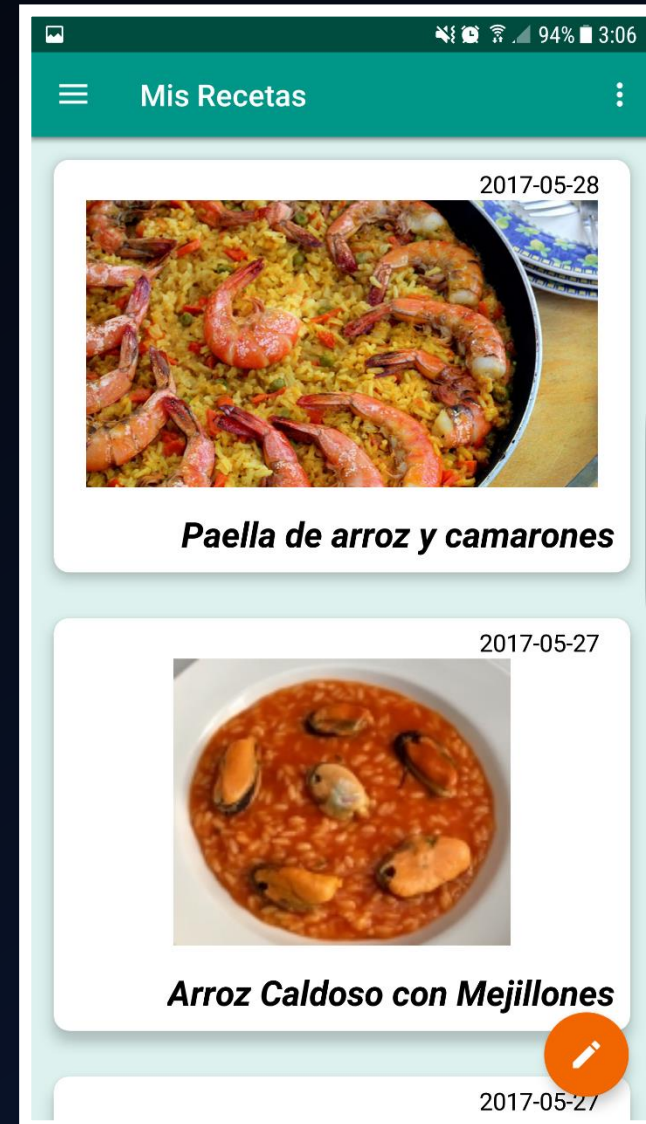 94% 3:06
Mis Recetas
2017-05-28
Paella de arroz y camarones
2017-05-27
Arroz Caldoso con Mejillones
2017-05-27